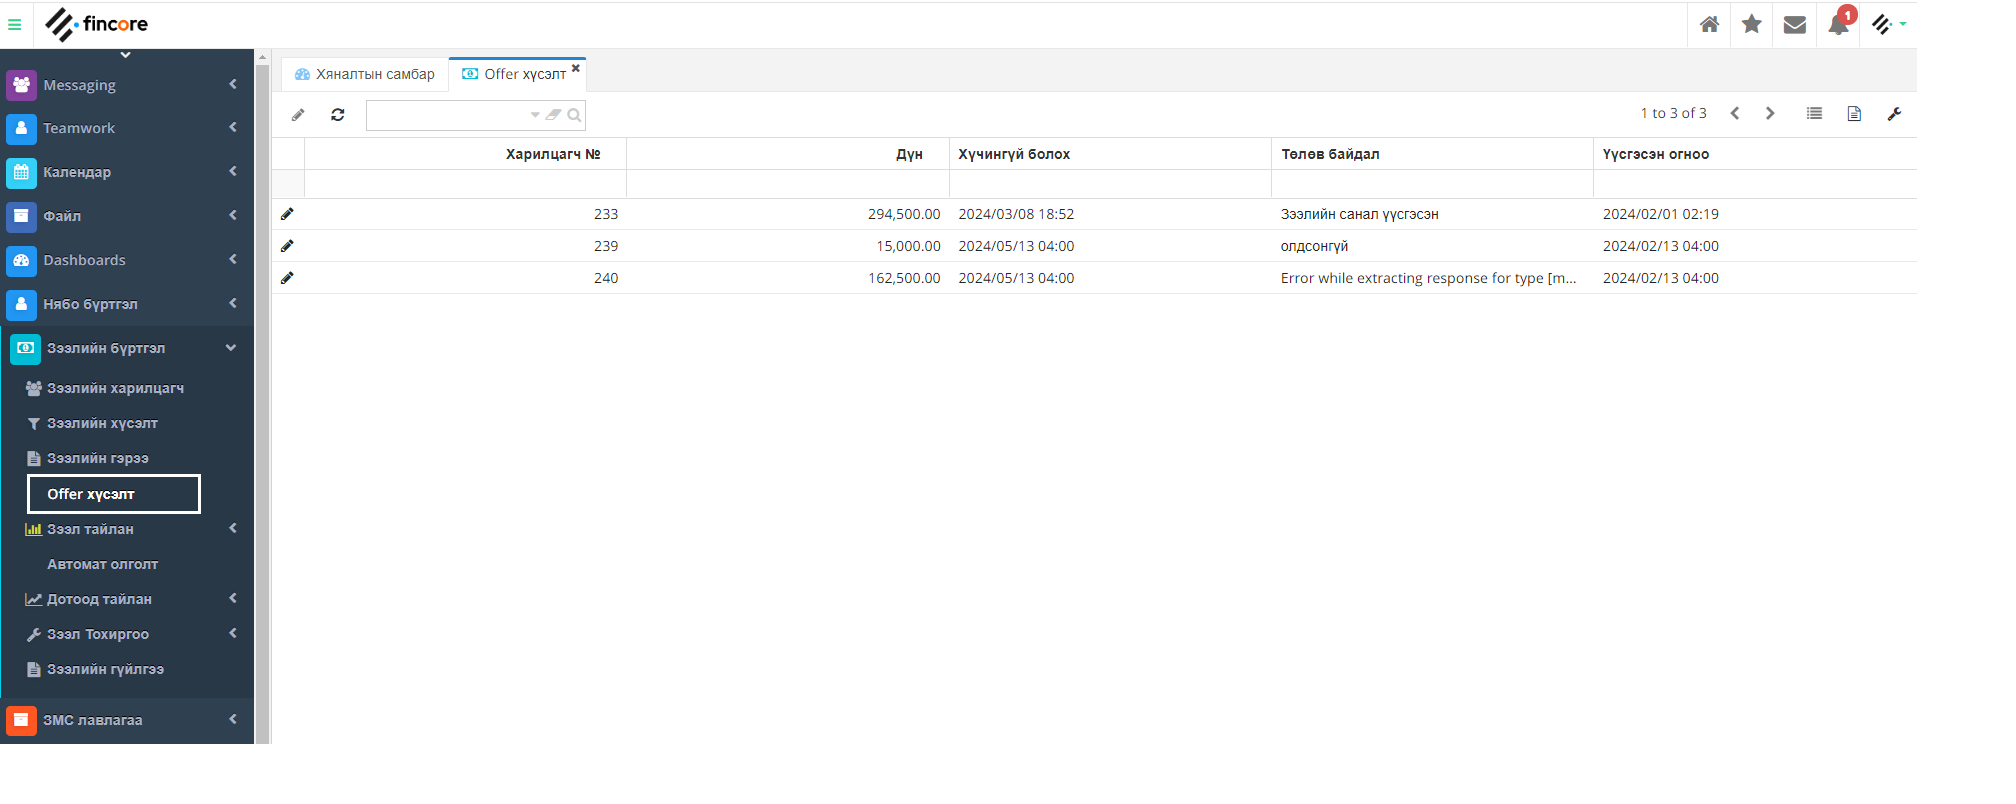 fincore
1
Messaging
Teamwork
Календар
Файл
Dashboards
Нябо бүртгэл
Зээлийн бүртгэл
Зээлийн харилцагч
Зээлийн хүсэлт
Зээлийн гэрээ
Offer хүсэлт
Зээл тайлан
Автомат олголт
Дотоод тайлан
Зээл Тохиргоо
Зээлийн гүйлгээ
ЗМС лавлагаа
Хяналтын самбар
Offer хүсэлт
1 to 3 of 3
Харилцагч № Дүн Хүчингүй болох Төлөв байдал Үүсгэсэн огноо
233 294,500.00 2024/03/08 18:52 Зээлийн санал үүсгэсэн 2024/02/01 02:19
239 15,000.00 2024/05/13 04:00 олдсонгүй 2024/02/13 04:00
240 162,500.00 2024/05/13 04:00 Error while extracting response for type [m... 2024/02/13 04:00